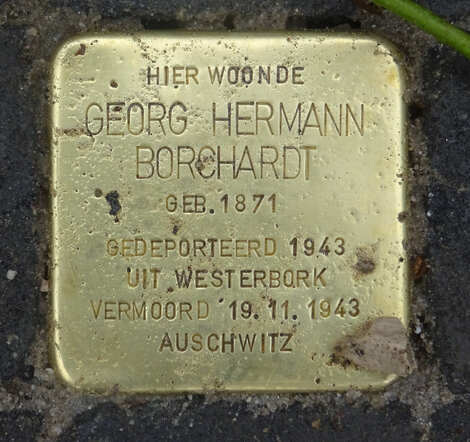 HIER WOONDE
GEORG HERMANN
BORCHARDT
GEB. 1871
GEDEPORTEERD 1943
UIT WESTERBORK
VERMOORD 19.11.1943
AUSCHWITZ